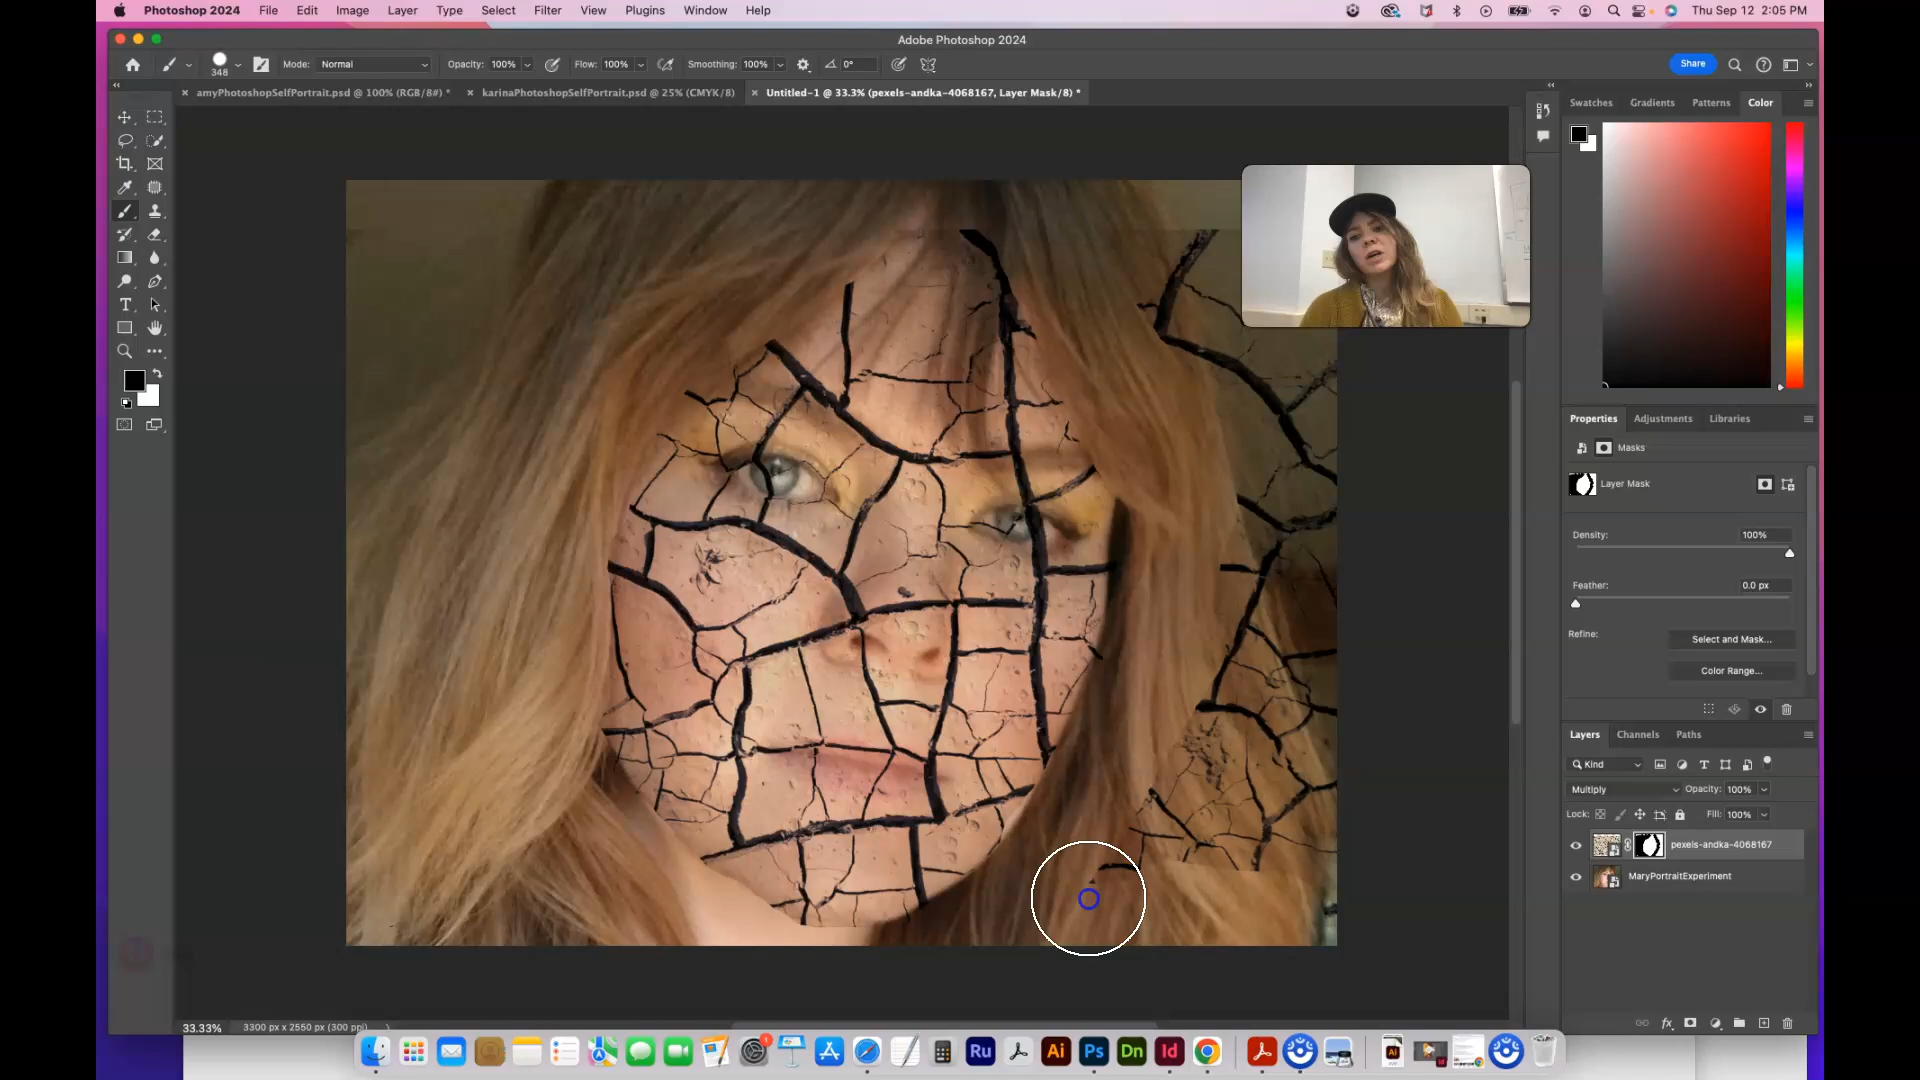 Photoshop 2024 File Edit Image Layer Type Select Filter View Plugins Window Help Thu Sep 12 2:05 PM
Adobe Photoshop 2024
348 Mode: Normal Opacity: 100% Flow: 100% Smoothing: 100% 0° Share
amyPhotoshopSelfPortrait.psd @ 100% (RGB/8#) * karinaPhotoshopSelfPortrait.psd @ 25% (CMYK/8) Untitled-1 @ 33.3% (pexels-andka-4068167, Layer Mask/8) *
Swatches Gradients Patterns Color
Properties Adjustments Libraries
Masks
Layer Mask
Density: 100%
Feather: 0.0 px
Refine: Select and Mask...
Color Range...
Layers Channels Paths
Kind
Multiply Opacity: 100%
Lock: Fill: 100%
pexels-andka-4068167
MaryPortraitExperiment
33.33% 3300 px x 2550 px (300 ppi)
Ru Ai Ps Dn Id